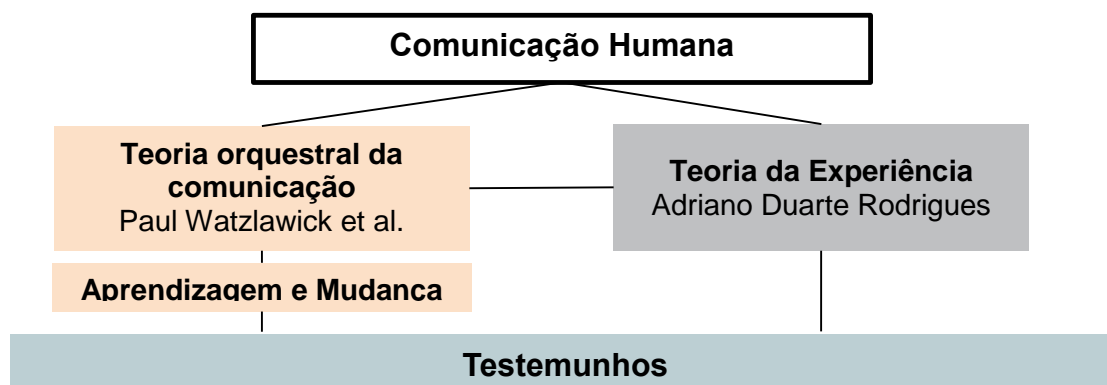 Comunicação Humana
Teoria orquestral da
comunicação
Paul Watzlawick et al.
Teoria da Experiência
Adriano Duarte Rodrigues
Aprendizagem e Mudança
Testemunhos